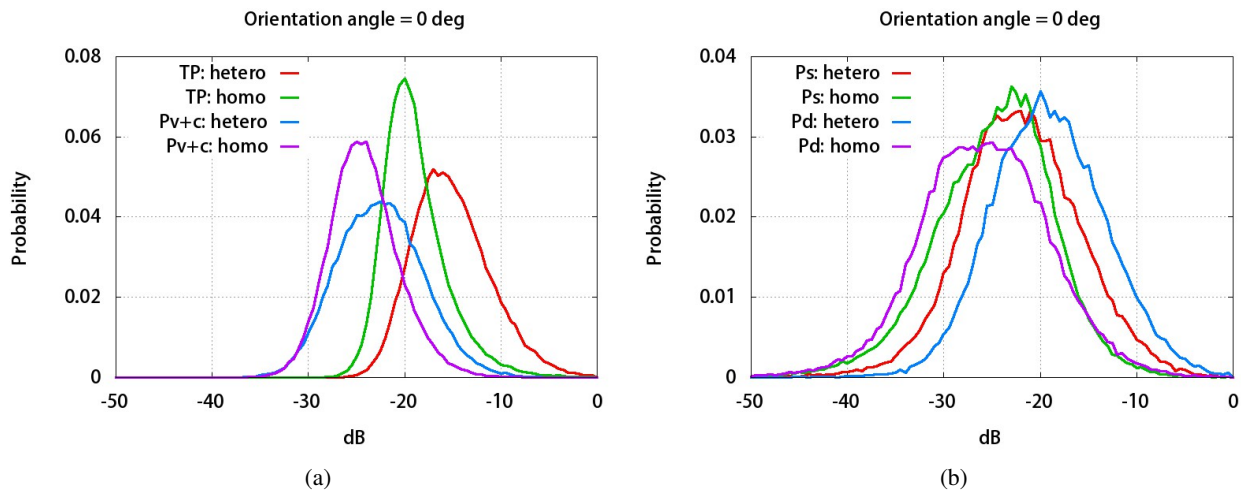 Orientation angle = 0 deg
0.08
0.06
0.04
0.02
0
Probability
TP: hetero
TP: homo
Pv+c: hetero
Pv+c: homo
-50
-40
-30
-20
-10
0
dB
(a)
Orientation angle = 0 deg
0.04
0.03
0.02
0.01
0
Probability
Ps: hetero
Ps: homo
Pd: hetero
Pd: homo
-50
-40
-30
-20
-10
0
dB
(b)